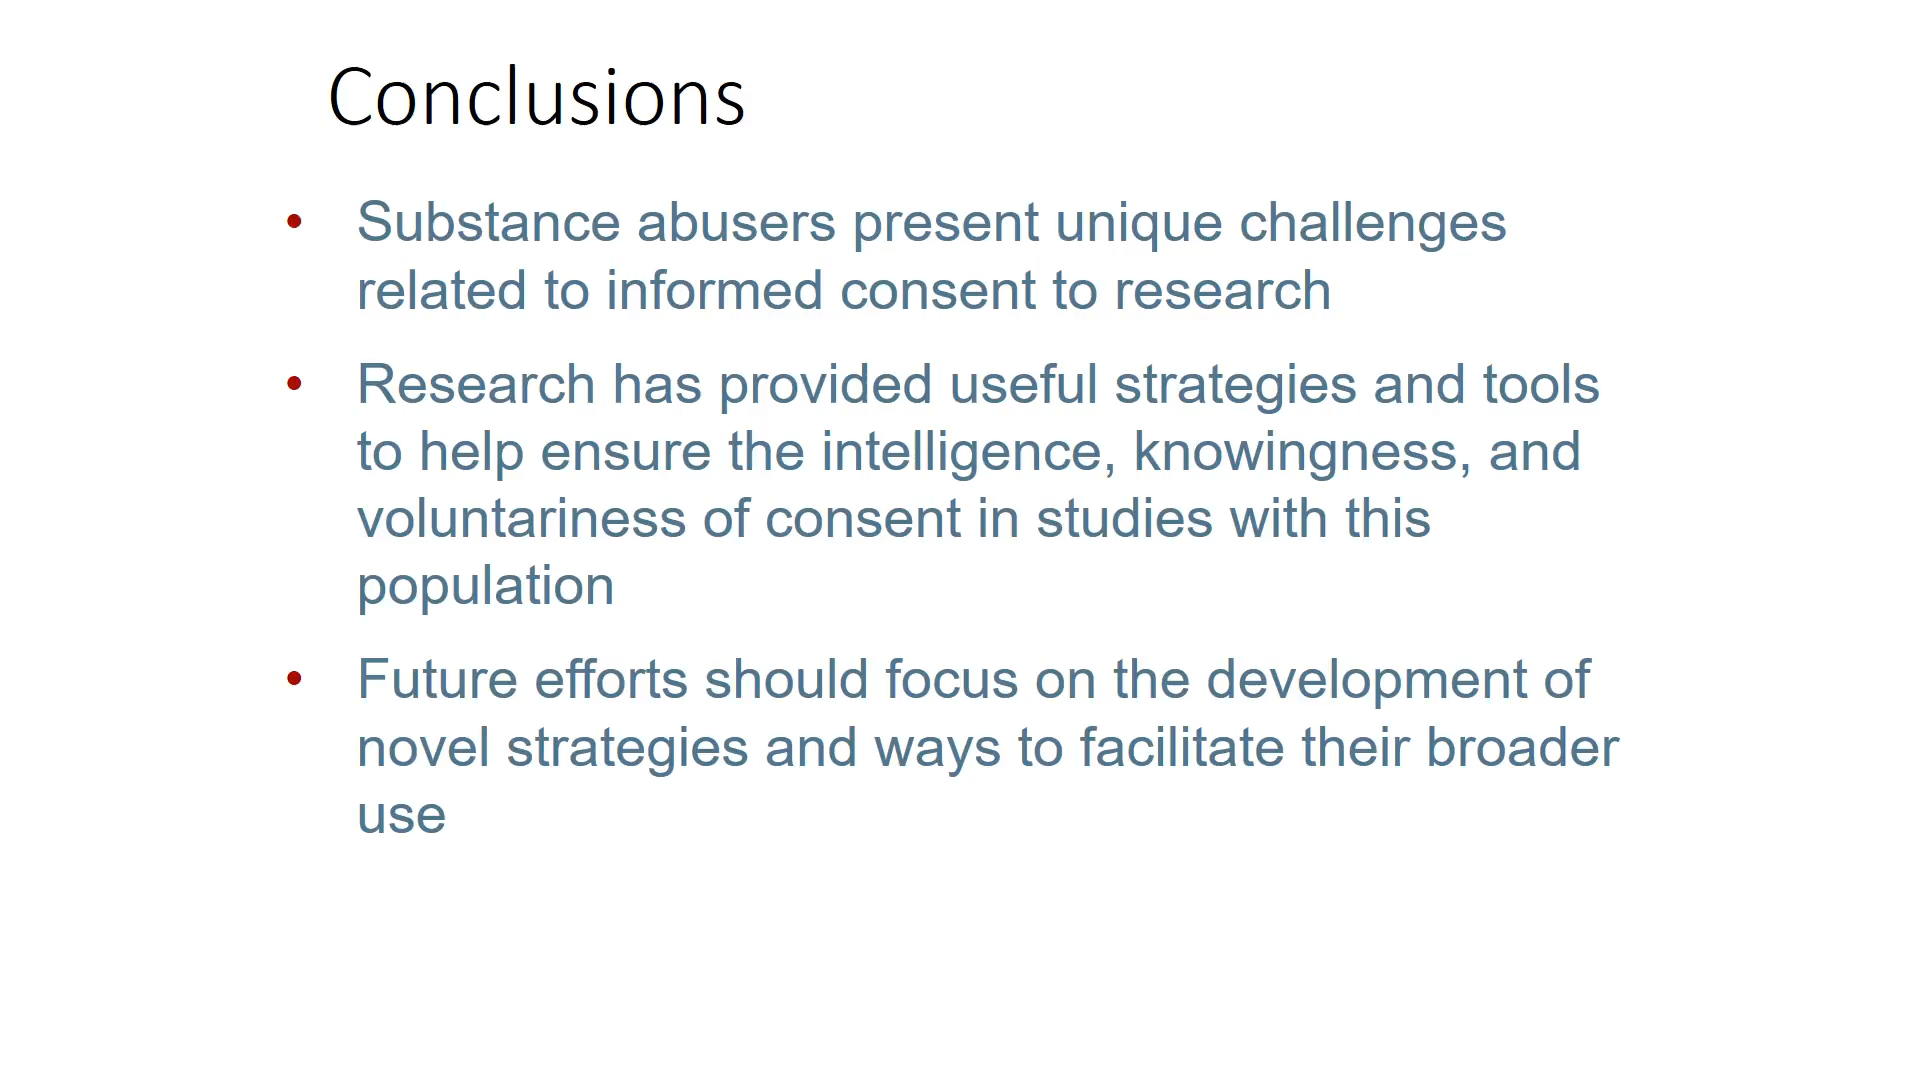 Conclusions
• Substance abusers present unique challenges
related to informed consent to research
• Research has provided useful strategies and tools
to help ensure the intelligence, knowingness, and
voluntariness of consent in studies with this
population
• Future efforts should focus on the development of
novel strategies and ways to facilitate their broader
use